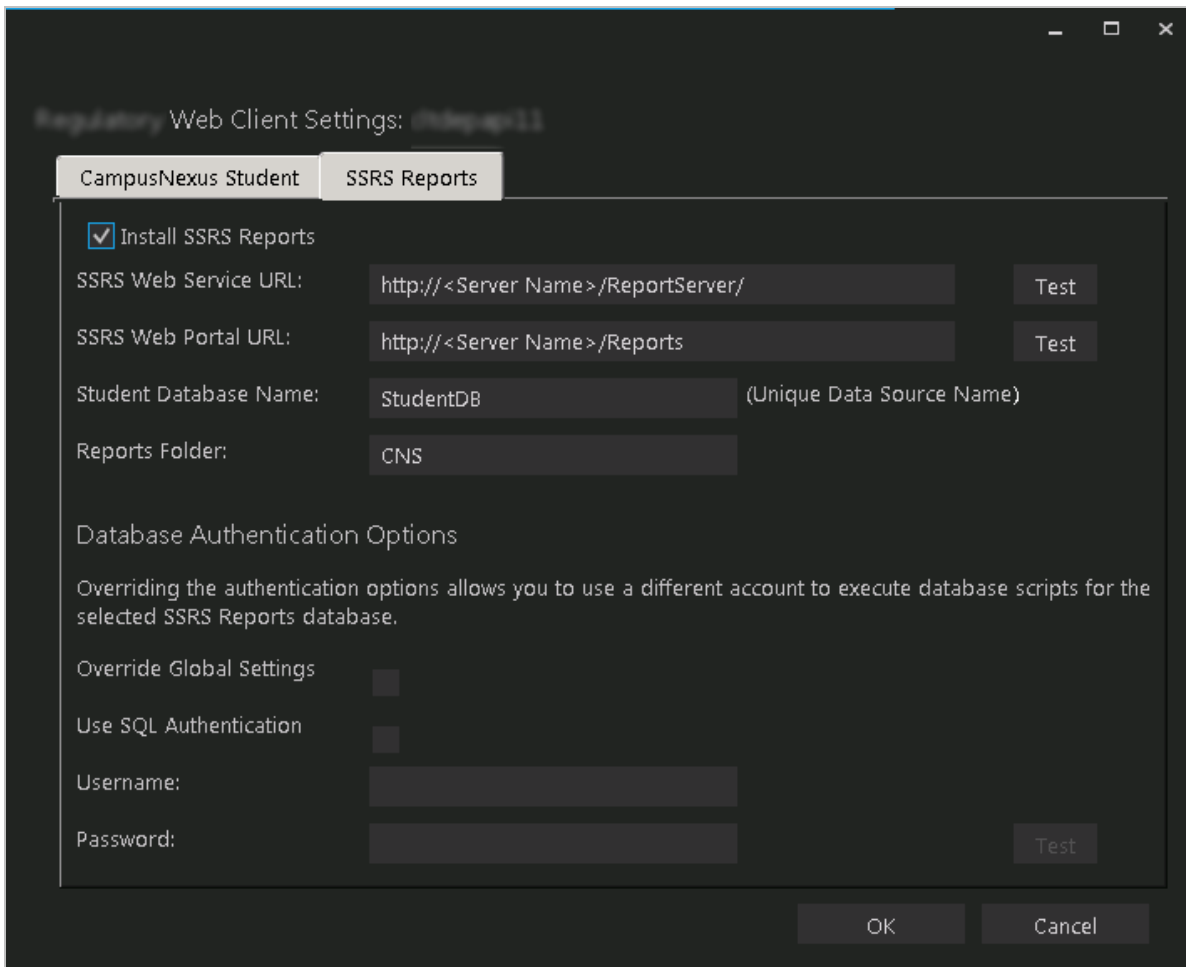 Web Client Settings:
CampusNexus Student
SSRS Reports
Install SSRS Reports
SSRS Web Service URL: http://<Server Name>/ReportServer/ Test
SSRS Web Portal URL: http://<Server Name>/Reports Test
Student Database Name: StudentDB (Unique Data Source Name)
Reports Folder: CNS
Database Authentication Options
Overriding the authentication options allows you to use a different account to execute database scripts for the
selected SSRS Reports database.
Override Global Settings
Use SQL Authentication
Username:
Password: Test
OK Cancel